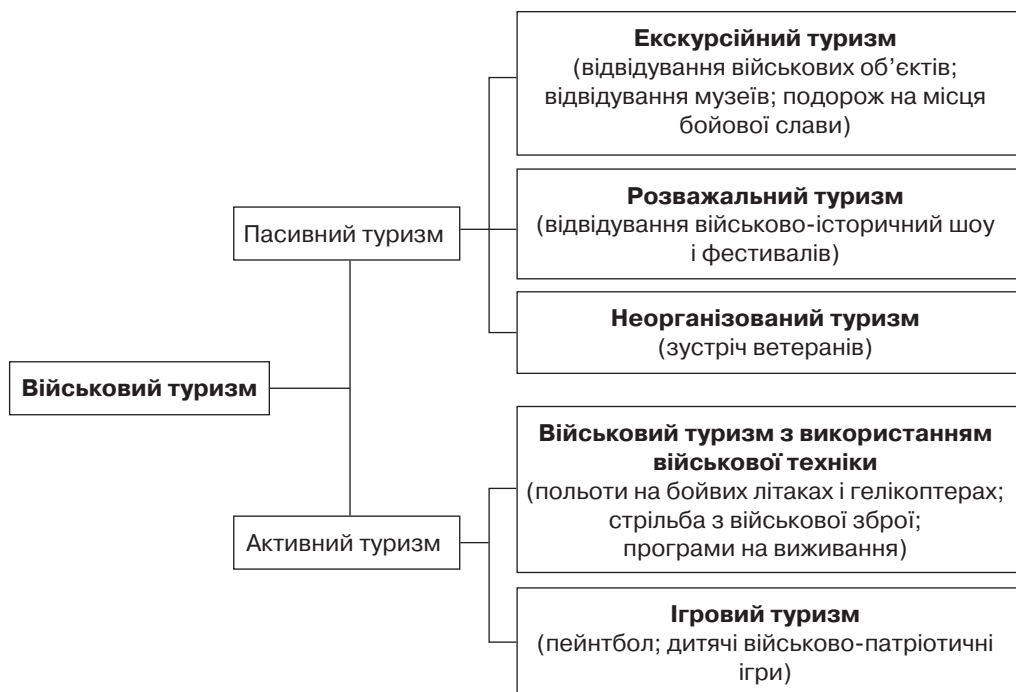 Екскурсійний туризм
(відвідування військових об’єктів;
відвідування музеїв; подорож на місця
бойової слави)
Розважальний туризм
(відвідування військово-історичний шоу
і фестивалів)
Пасивний туризм
Неорганізований туризм
(зустріч ветеранів)
Військовий туризм
Військовий туризм з використанням
військової техніки
(польоти на бойвих літаках і гелікоптерах;
стрільба з військової зброї;
програми на виживання)
Активний туризм
Ігровий туризм
(пейнтбол; дитячі військово-патріотичні
ігри)